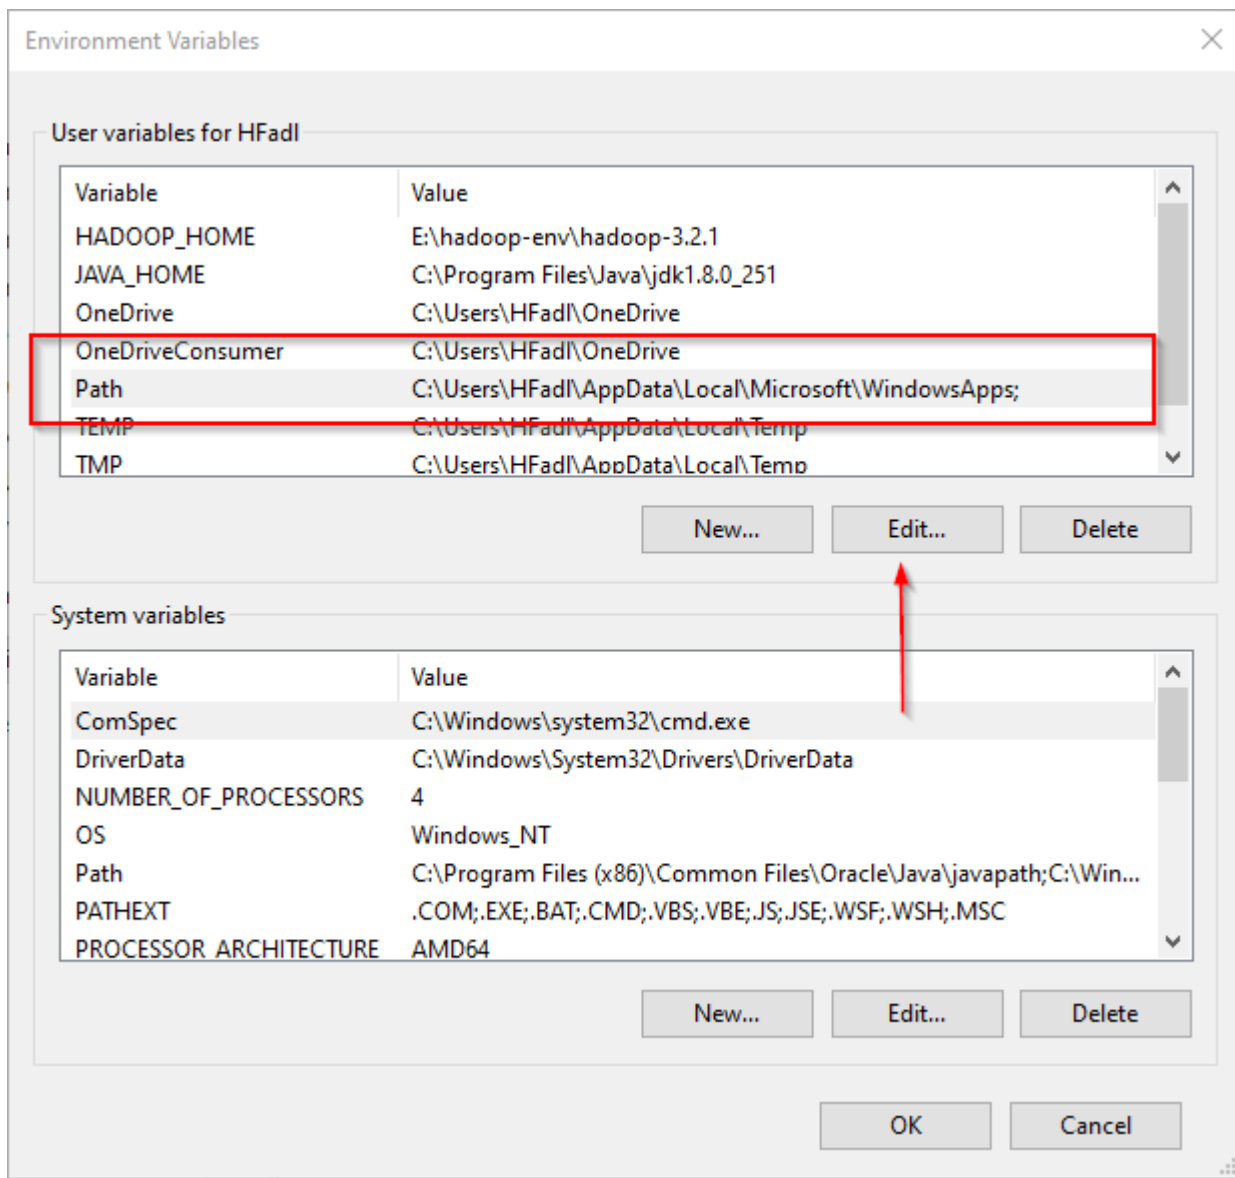 Environment Variables
User variables for HFadl
Variable Value
HADOOP_HOME E:\hadoop-env\hadoop-3.2.1
JAVA_HOME C:\Program Files\Java\jdk1.8.0_251
OneDrive C:\Users\HFadl\OneDrive
OneDriveConsumer C:\Users\HFadl\OneDrive
Path C:\Users\HFadl\AppData\Local\Microsoft\WindowsApps;
TEMP C:\Users\HFadl\AppData\Local\Temp
TMP C:\Users\HFadl\AppData\Local\Temp
New... Edit... Delete
System variables
Variable Value
ComSpec C:\Windows\system32\cmd.exe
DriverData C:\Windows\System32\Drivers\DriverData
NUMBER_OF_PROCESSORS 4
OS Windows_NT
Path C:\Program Files (x86)\Common Files\Oracle\Java\javapath;C:\Win...
PATHEXT .COM;.EXE;.BAT;.CMD;.VBS;.VBE;.JS;.JSE;.WSF;.WSH;.MSC
PROCESSOR_ARCHITECTURE AMD64
New... Edit... Delete
OK Cancel